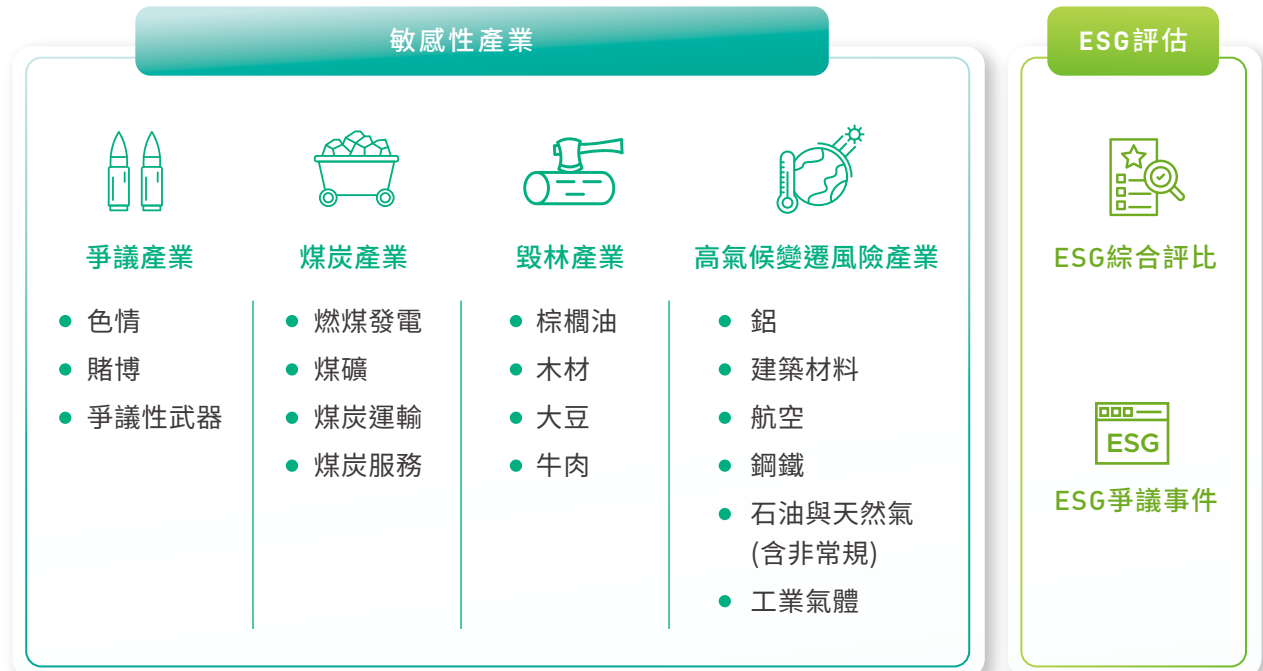 敏感性產業
爭議產業
色情
賭博
爭議性武器
煤炭產業
燃煤發電
煤礦
煤炭運輸
煤炭服務
毀林產業
棕櫚油
木材
大豆
牛肉
高氣候變遷風險產業
鋁
建築材料
航空
鋼鐵
石油與天然氣
(含非常規)
工業氣體
ESG評估
ESG綜合評比
ESG
ESG爭議事件